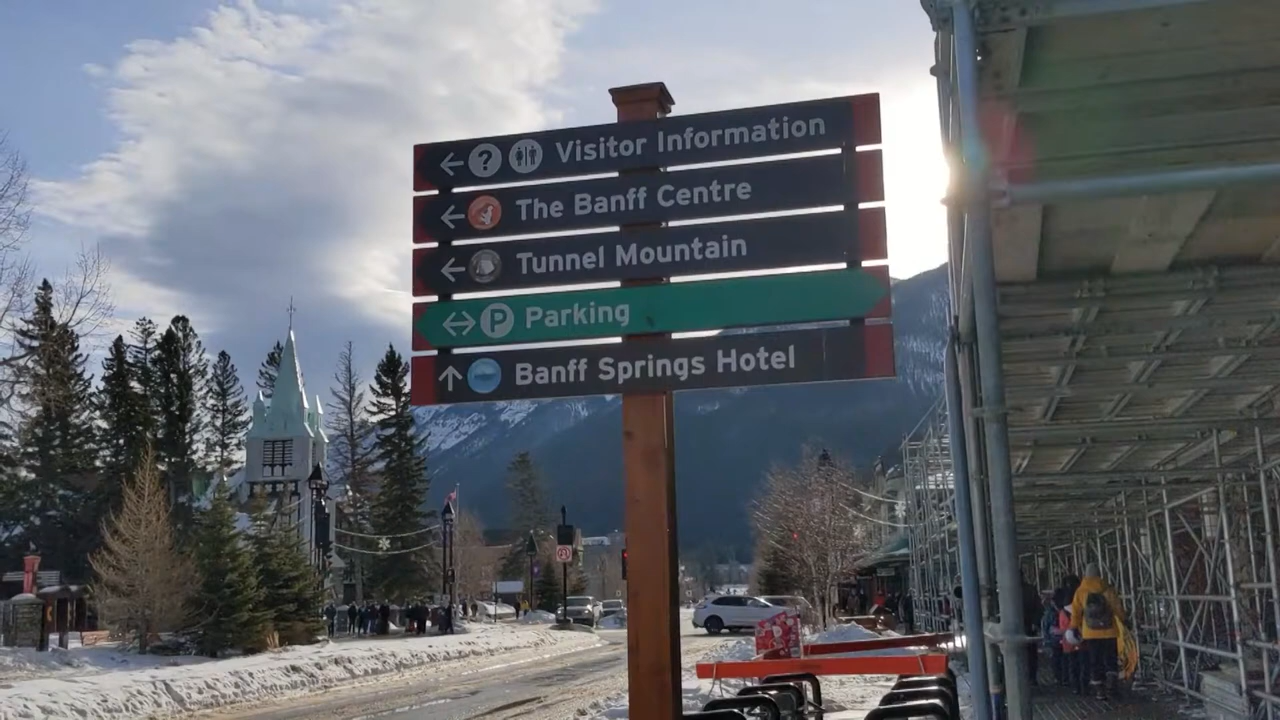 ? Visitor Information
The Banff Centre
Tunnel Mountain
P Parking
Banff Springs Hotel